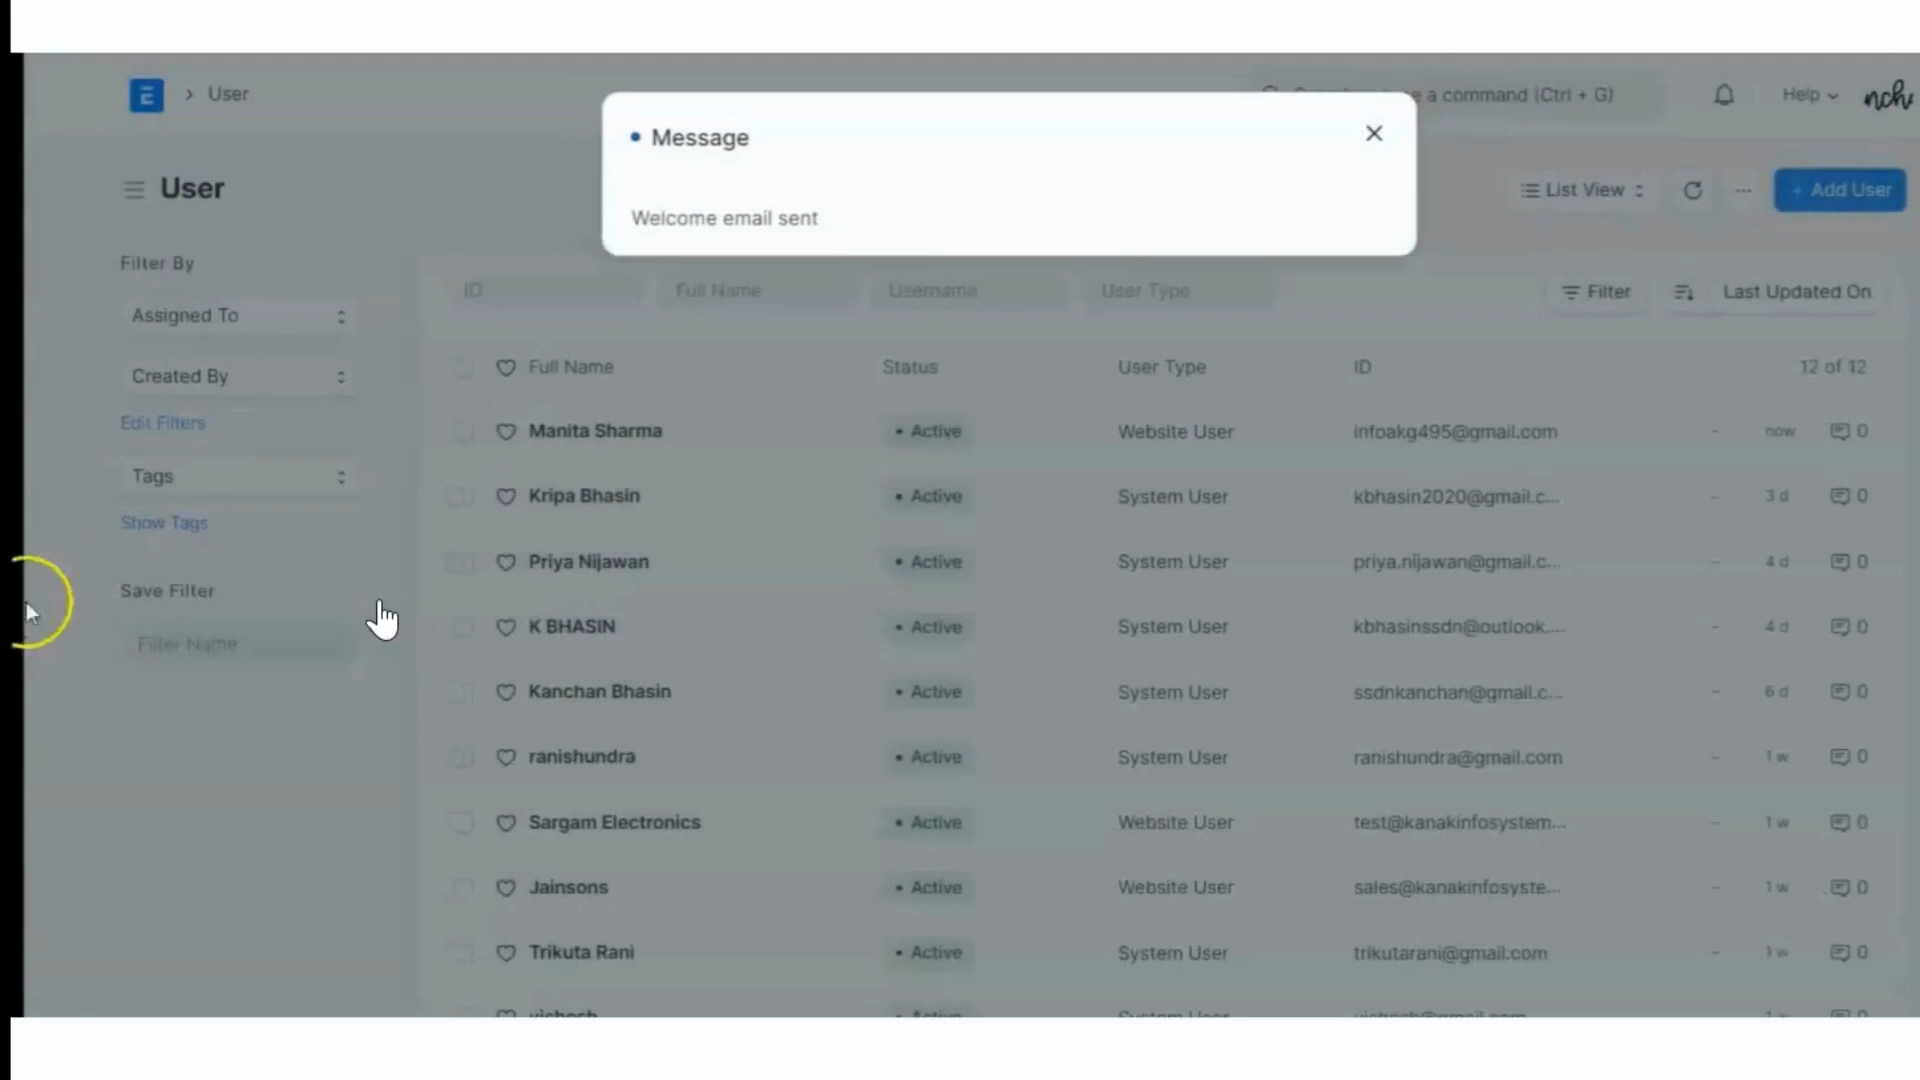 E > User
a command (Ctrl + G)
Help
nch
Message
Welcome email sent
User
List View
+ Add User
Filter By
Assigned To
Created By
Edit Filters
Tags
Show Tags
Save Filter
Filter Name
ID Full Name Username User Type
Filter
Last Updated On
Full Name Status User Type ID 12 of 12
Manita Sharma • Active Website User infoakg495@gmail.com - now 0
Kripa Bhasin • Active System User kbhasin2020@gmail.c... - 3 d 0
Priya Nijawan • Active System User priya.nijawan@gmail.c... - 4 d 0
K BHASIN • Active System User kbhasinssdn@outlook.... - 4 d 0
Kanchan Bhasin • Active System User ssdnkanchan@gmail.c... - 6 d 0
ranishundra • Active System User ranishundra@gmail.com - 1 w 0
Sargam Electronics • Active Website User test@kanakinfosystem... - 1 w 0
Jainsons • Active Website User sales@kanakinfosyste... - 1 w 0
Trikuta Rani • Active System User trikutarani@gmail.com - 1 w 0